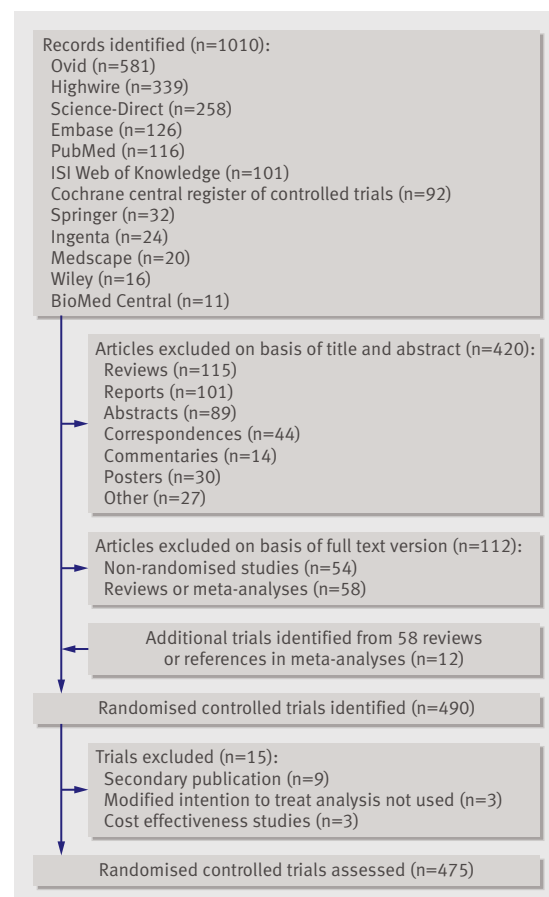 Records identified (n=1010):
Ovid (n=581)
Highwire (n=339)
Science-Direct (n=258)
Embase (n=126)
PubMed (n=116)
ISI Web of Knowledge (n=101)
Cochrane central register of controlled trials (n=92)
Springer (n=32)
Ingenta (n=24)
Medscape (n=20)
Wiley (n=16)
BioMed Central (n=11)
Articles excluded on basis of title and abstract (n=420):
Reviews (n=115)
Reports (n=101)
Abstracts (n=89)
Correspondences (n=44)
Commentaries (n=14)
Posters (n=30)
Other (n=27)
Articles excluded on basis of full text version (n=112):
Non-randomised studies (n=54)
Reviews or meta-analyses (n=58)
Additional trials identified from 58 reviews
or references in meta-analyses (n=12)
Randomised controlled trials identified (n=490)
Trials excluded (n=15):
Secondary publication (n=9)
Modified intention to treat analysis not used (n=3)
Cost effectiveness studies (n=3)
Randomised controlled trials assessed (n=475)